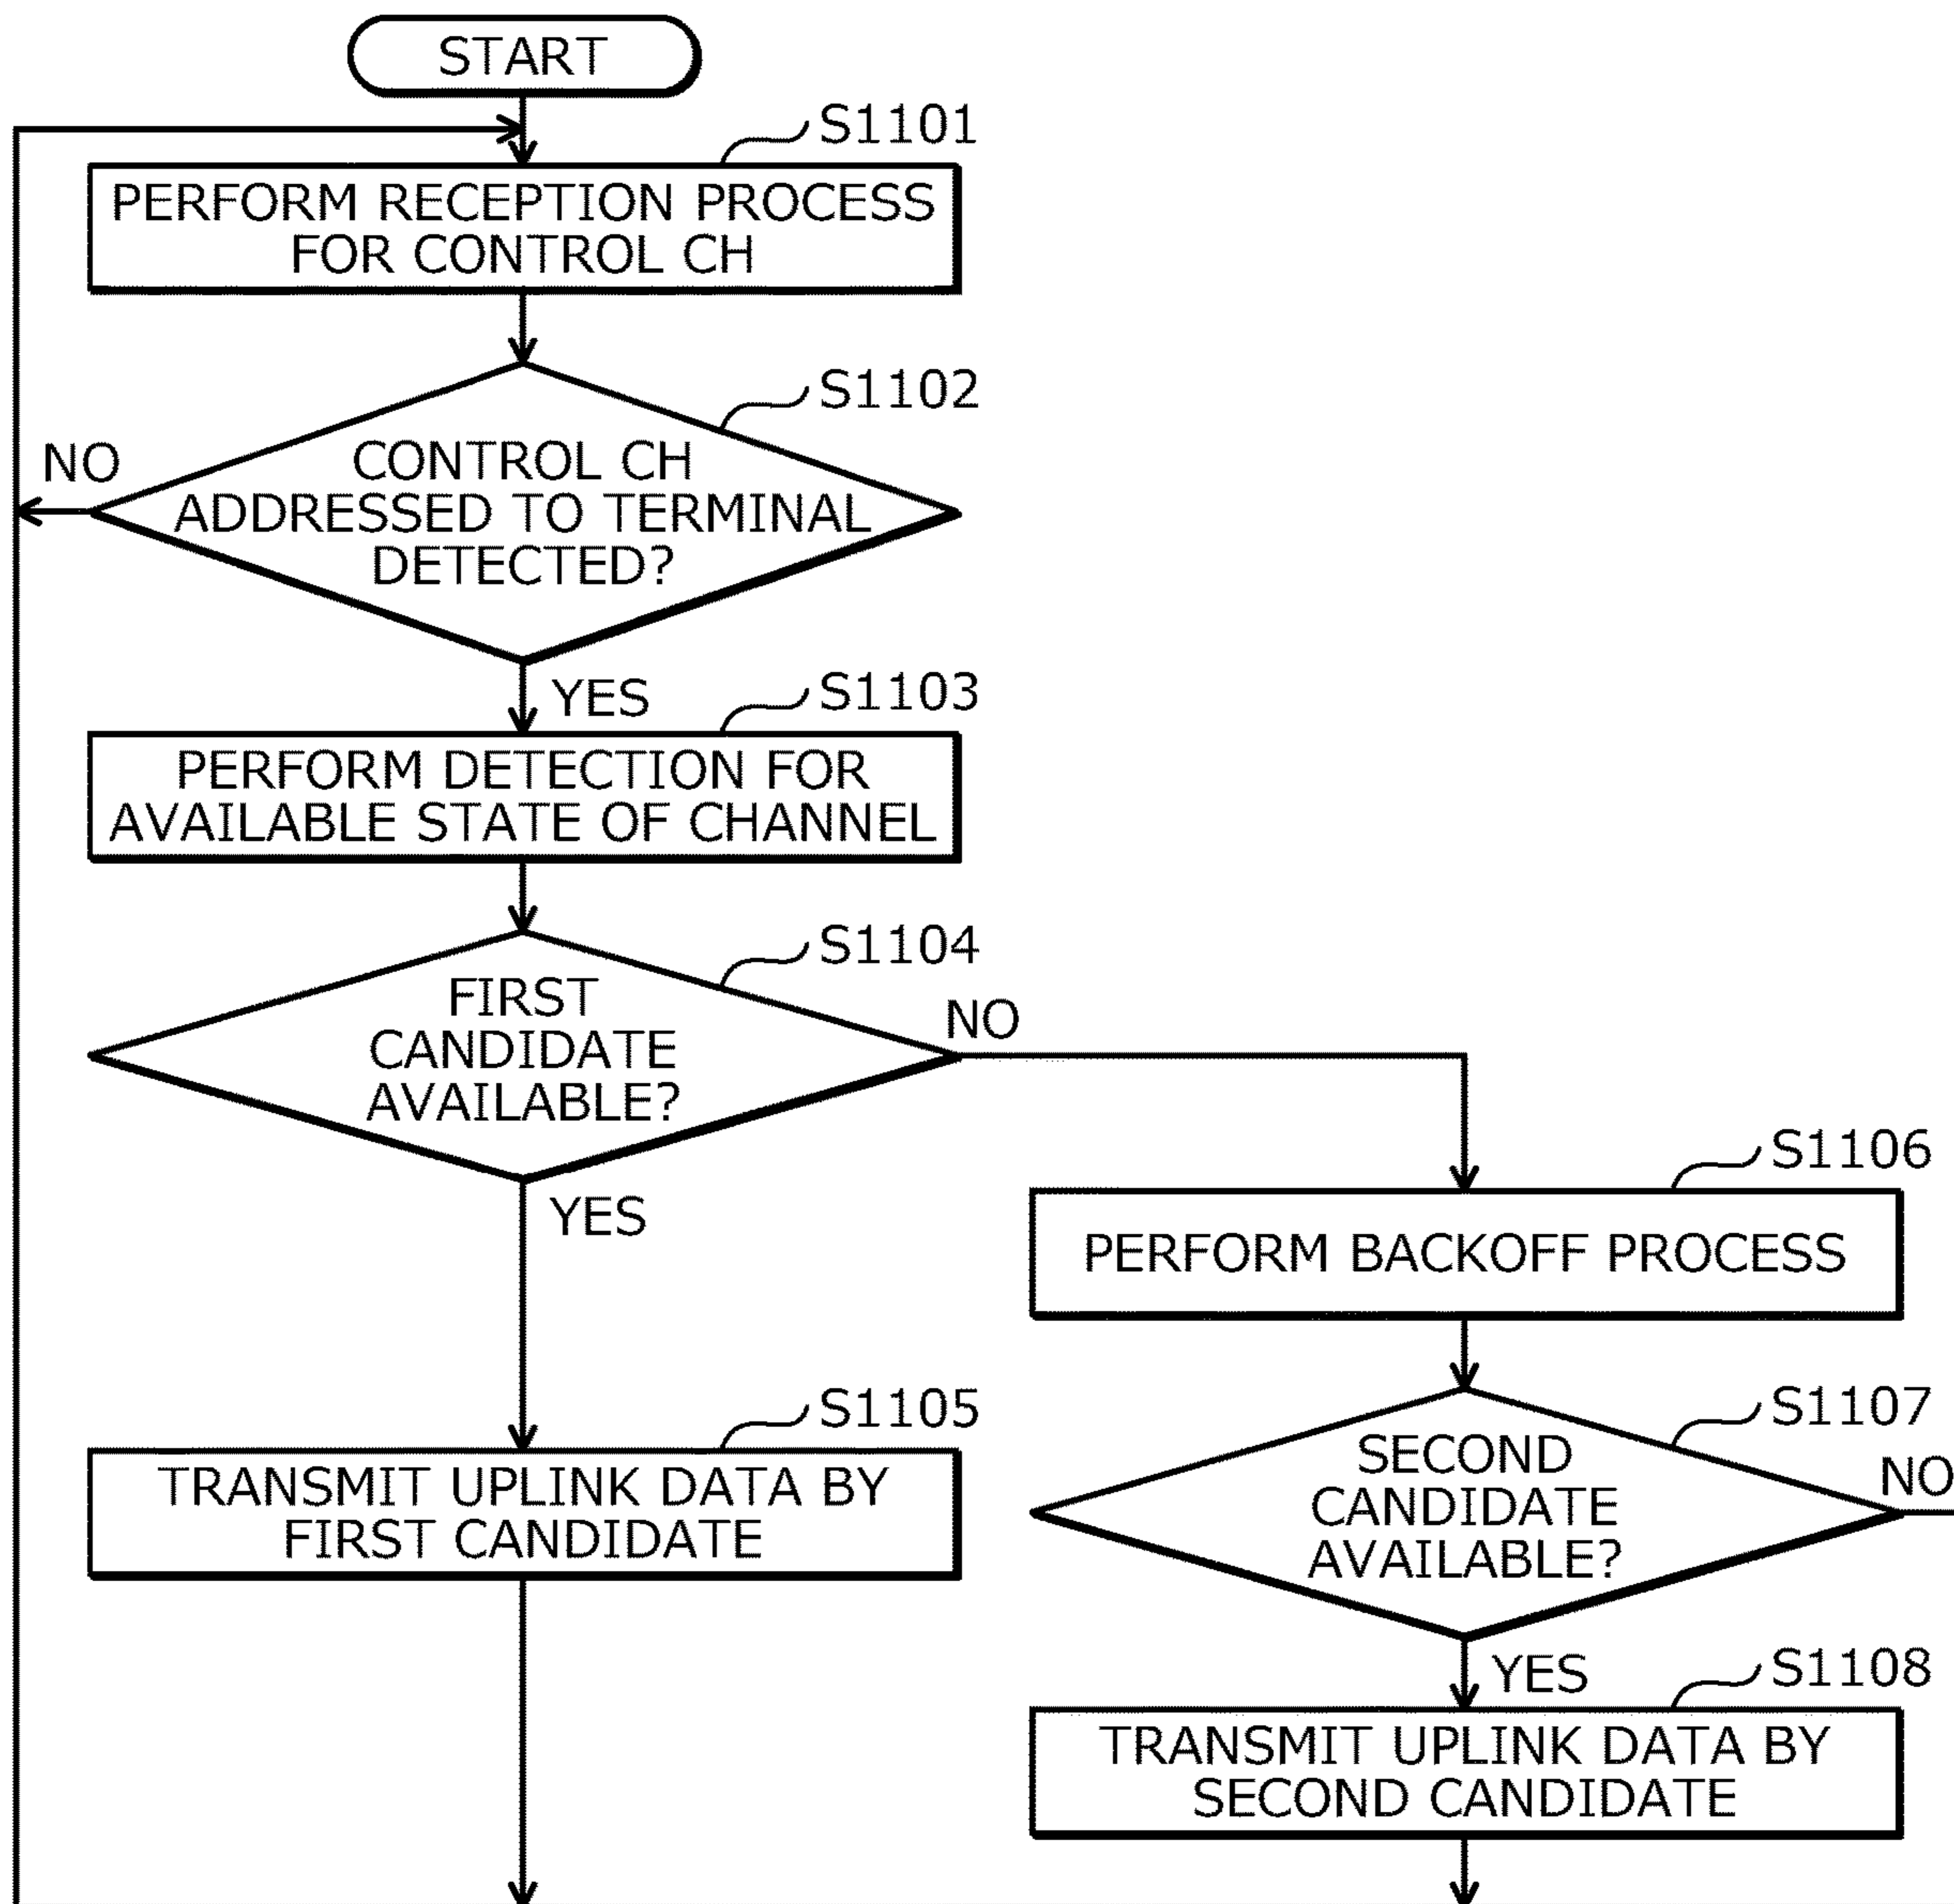 START
S1101
PERFORM RECEPTION PROCESS
FOR CONTROL CH
S1102
NO
CONTROL CH
ADDRESSED TO TERMINAL
DETECTED?
YES
S1103
PERFORM DETECTION FOR
AVAILABLE STATE OF CHANNEL
S1104
FIRST
CANDIDATE
AVAILABLE?
NO
YES
S1105
TRANSMIT UPLINK DATA BY
FIRST CANDIDATE
S1106
PERFORM BACKOFF PROCESS
S1107
SECOND
CANDIDATE
AVAILABLE?
NO
YES
S1108
TRANSMIT UPLINK DATA BY
SECOND CANDIDATE